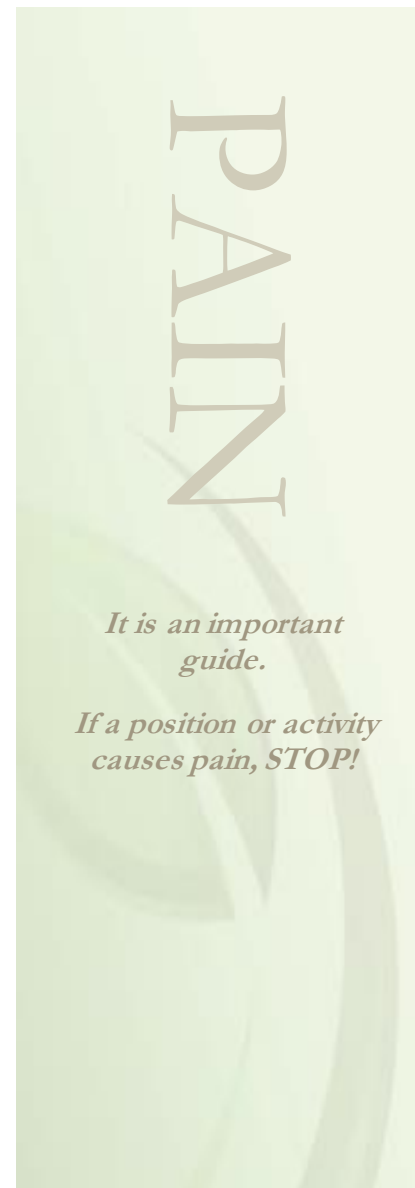 PAIN
It is an important
guide.
If a position or activity
causes pain, STOP!